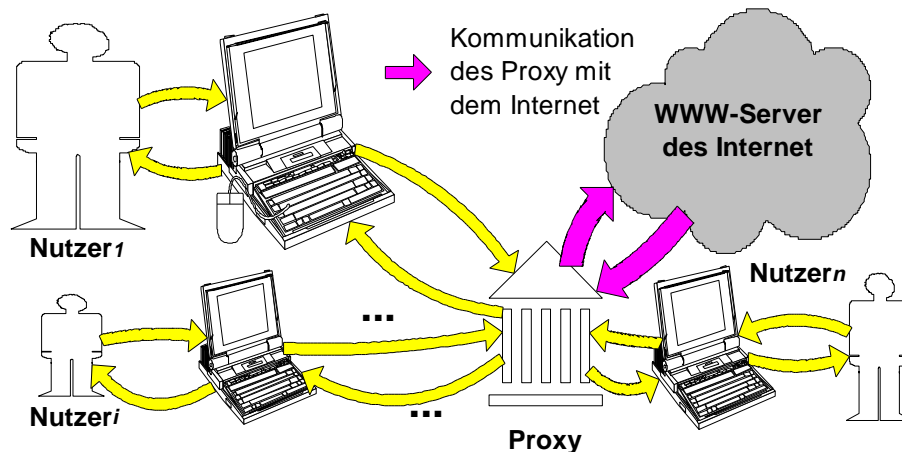 Kommunikation
des Proxy mit
dem Internet
WWW-Server
des Internet
Nutzer1
Nutzern
...
Nutzeri
...
Proxy